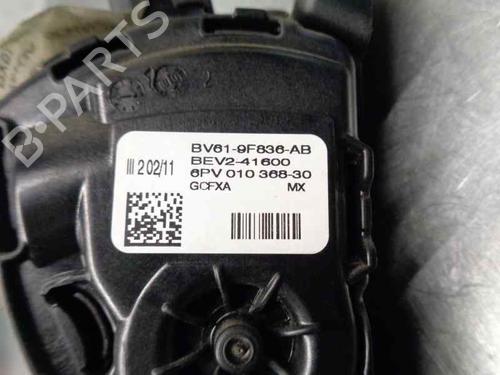 BV61-9F836-AB
BEV2-41600
III 2 02/11
6PV 010 368-30
GCFXA MX
B-PARTS